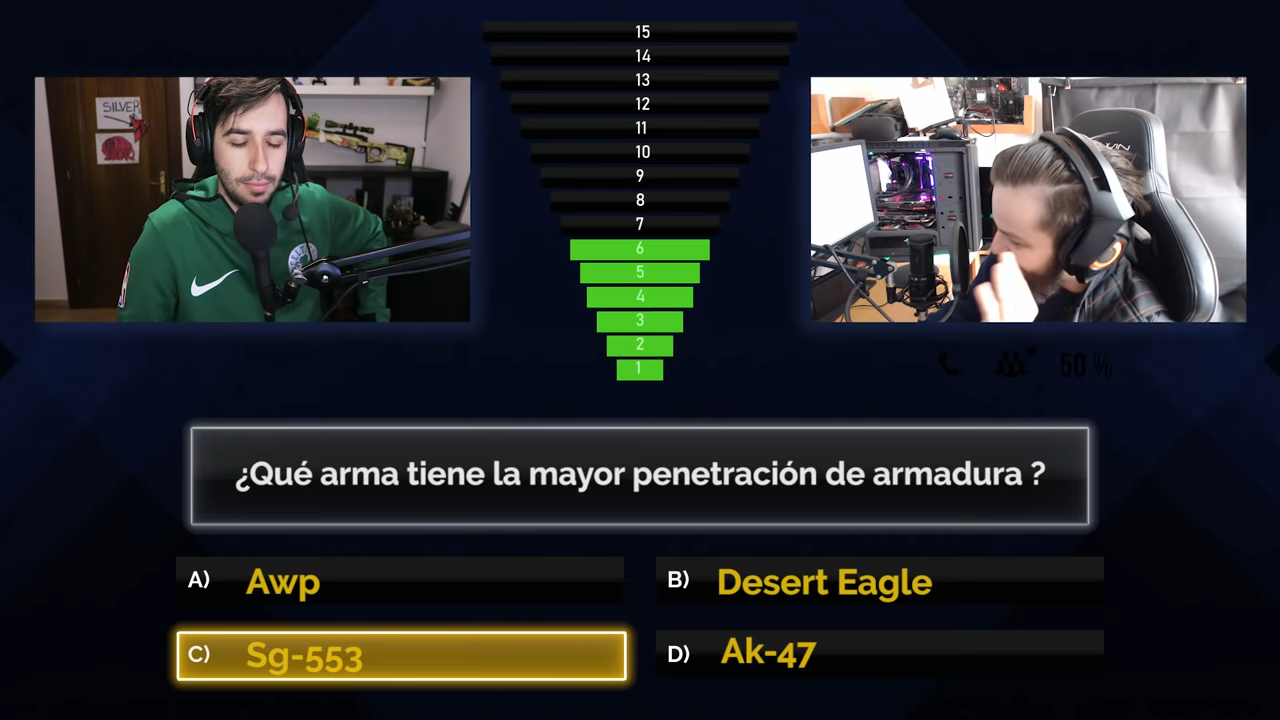 15
14
13
12
11
10
9
8
7
6
5
4
3
2
1
SILVER
50 %
¿Qué arma tiene la mayor penetración de armadura ?
A) Awp
B) Desert Eagle
C) Sg-553
D) Ak-47